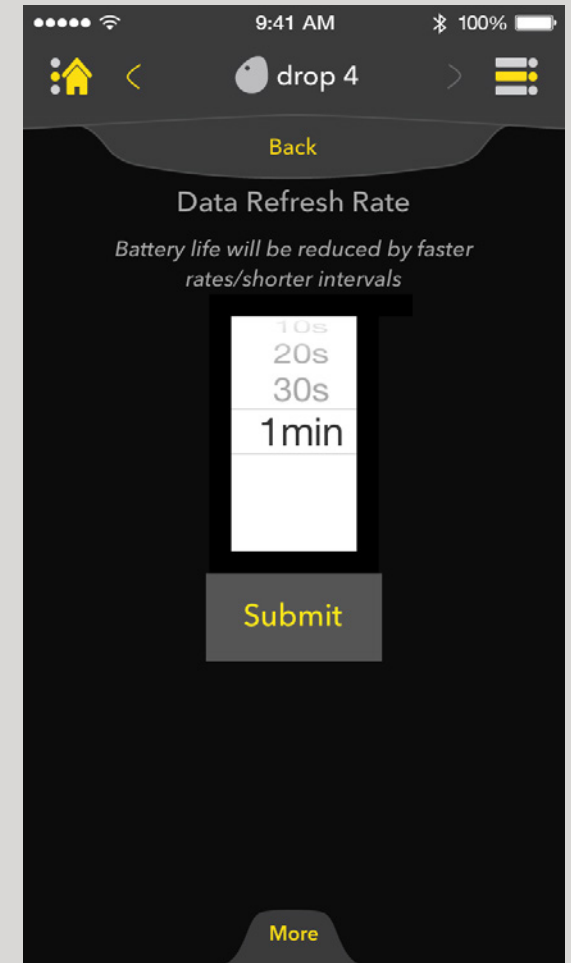 9:41 AM 100%
drop 4
Back
Data Refresh Rate
Battery life will be reduced by faster
rates/shorter intervals
10s
20s
30s
1min
Submit
More